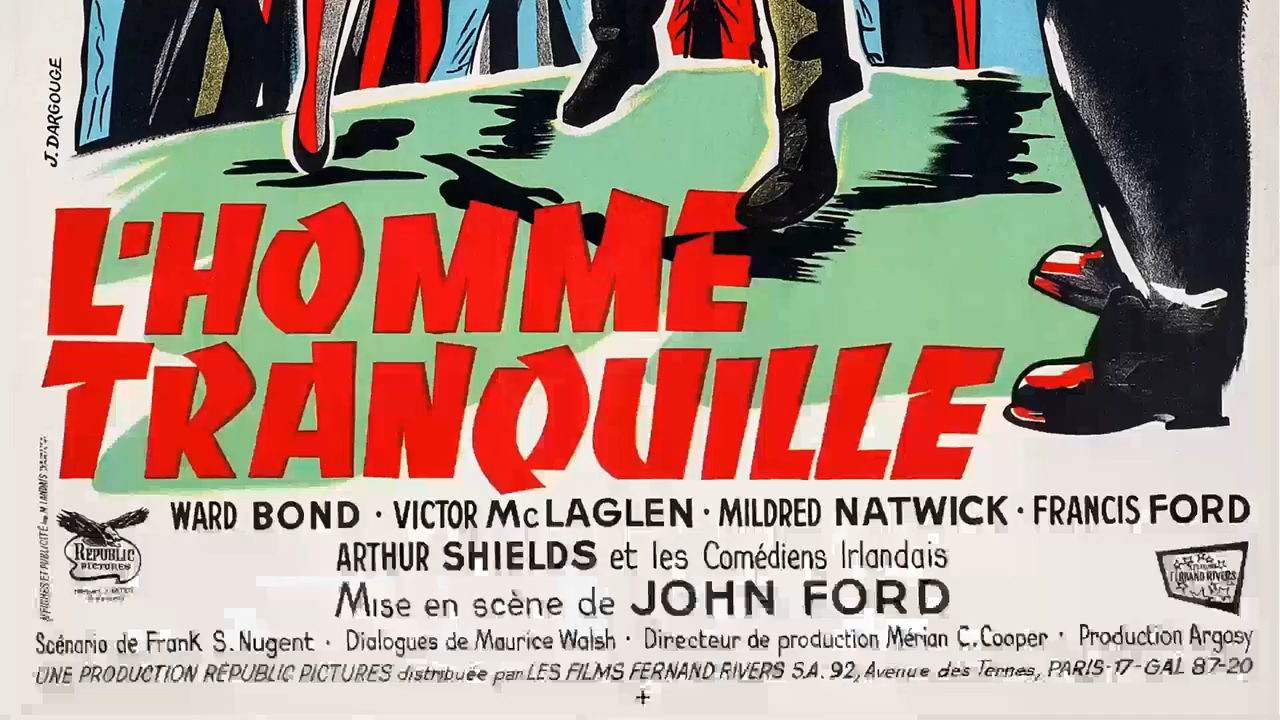 J. DARGOUGE
L'HOMME
TRANQUILLE
WARD BOND · VICTOR McLAGLEN · MILDRED NATWICK · FRANCIS FORD
ARTHUR SHIELDS et les Comédiens Irlandais
Mise en scène de JOHN FORD
REPUBLIC
PICTURES
FERNAND RIVERS
Scénario de Frank S. Nugent · Dialogues de Maurice Walsh · Directeur de production Mérian C. Cooper · Production Argosy
UNE PRODUCTION REPUBLIC PICTURES distribuée par LES FILMS FERNAND RIVERS S.A. 92, Avenue des Ternes, PARIS-17-GAL 87-20